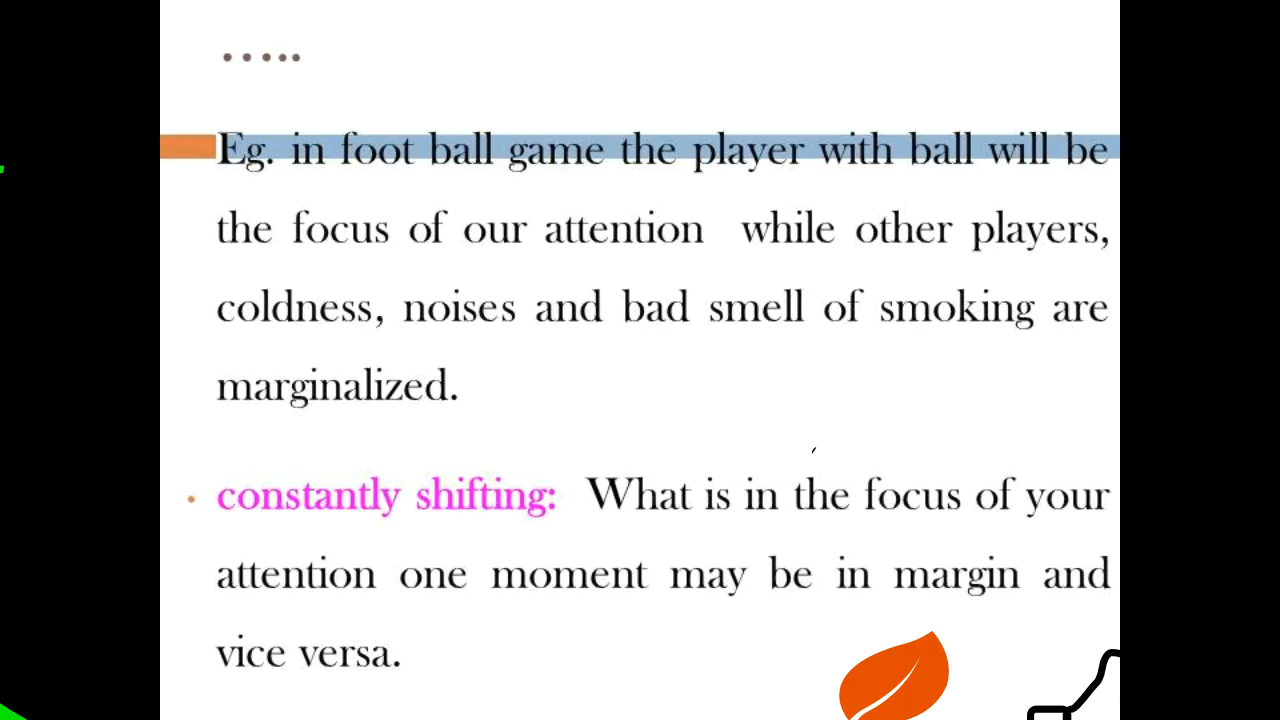 .....
Eg. in foot ball game the player with ball will be
the focus of our attention while other players,
coldness, noises and bad smell of smoking are
marginalized.
• constantly shifting: What is in the focus of your
attention one moment may be in margin and
vice versa.